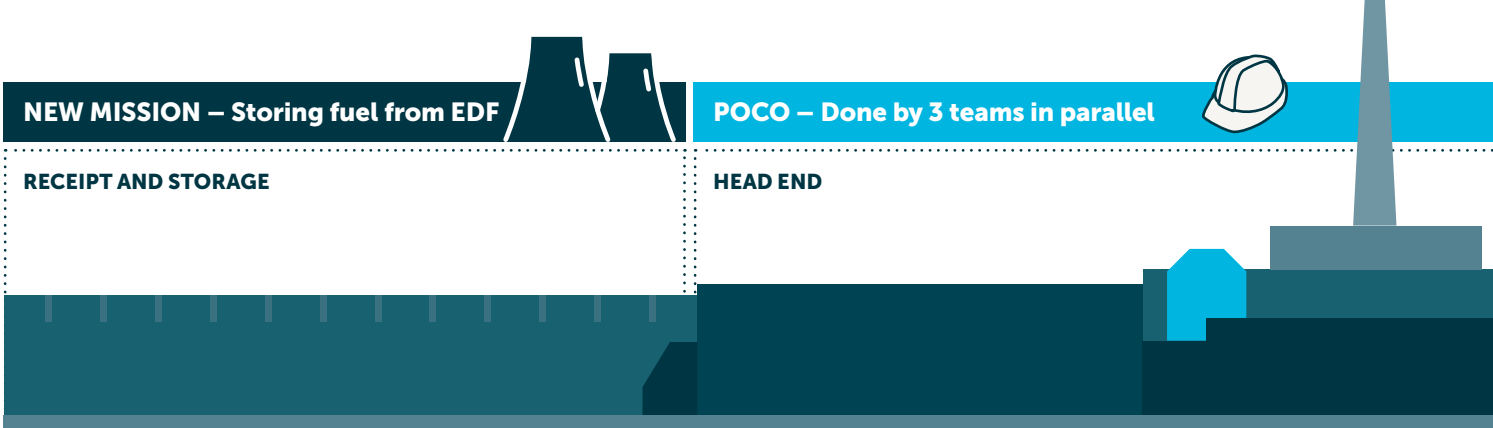 NEW MISSION – Storing fuel from EDF
POCO – Done by 3 teams in parallel
RECEIPT AND STORAGE
HEAD END